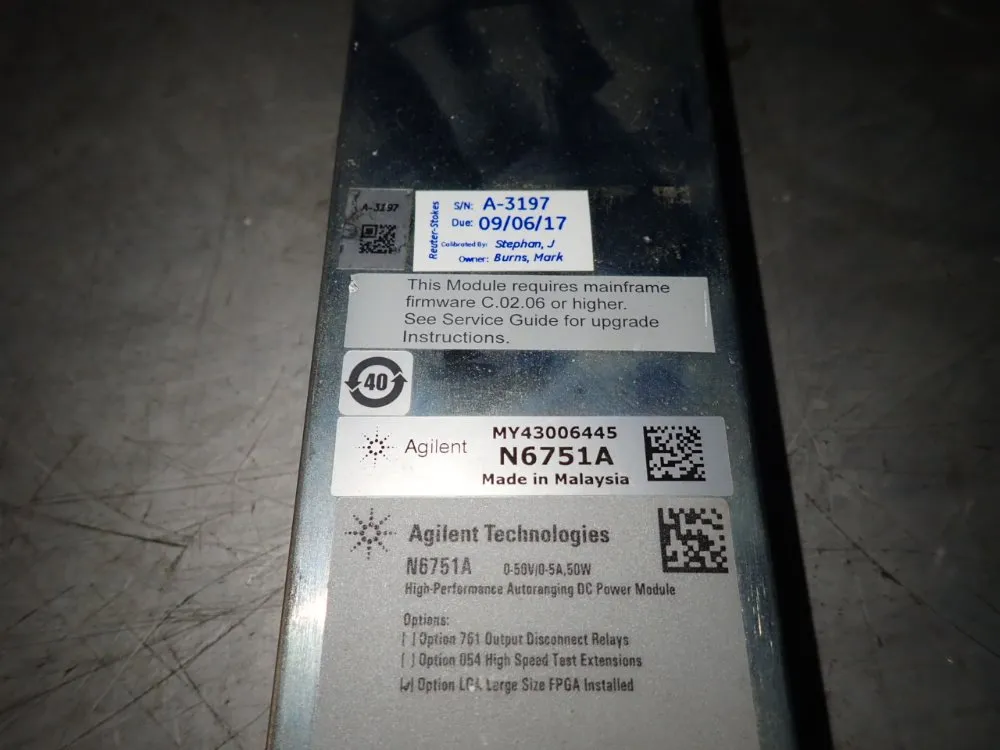 A-3197
Reuter-Stokes
S/N: A-3197
Due: 09/06/17
Calibrated By: Stephan, J
Owner: Burns, Mark
This Module requires mainframe
firmware C.02.06 or higher.
See Service Guide for upgrade
Instructions.
40
Agilent
MY43006445
N6751A
Made in Malaysia
Agilent Technologies
N6751A 0-50V/0-5A,50W
High-Performance Autoranging DC Power Module
Options:
[ ] Option 761 Output Disconnect Relays
[ ] Option 054 High Speed Test Extensions
[✓] Option LGA Large Size FPGA Installed